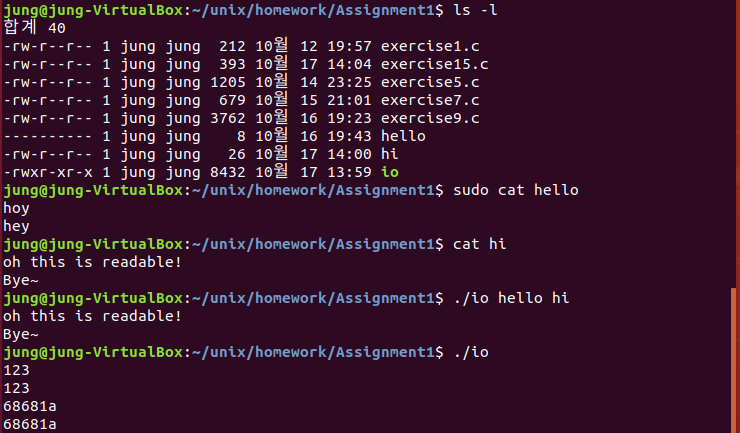 jung@jung-VirtualBox:~/unix/homework/Assignment1$ ls -l
합계 40
-rw-r--r-- 1 jung jung  212 10월 12 19:57 exercise1.c
-rw-r--r-- 1 jung jung  393 10월 17 14:04 exercise15.c
-rw-r--r-- 1 jung jung 1205 10월 14 23:25 exercise5.c
-rw-r--r-- 1 jung jung  679 10월 15 21:01 exercise7.c
-rw-r--r-- 1 jung jung 3762 10월 16 19:23 exercise9.c
---------- 1 jung jung    8 10월 16 19:43 hello
-rw-r--r-- 1 jung jung   26 10월 17 14:00 hi
-rwxr-xr-x 1 jung jung 8432 10월 17 13:59 io
jung@jung-VirtualBox:~/unix/homework/Assignment1$ sudo cat hello
hoy
hey
jung@jung-VirtualBox:~/unix/homework/Assignment1$ cat hi
oh this is readable!
Bye~
jung@jung-VirtualBox:~/unix/homework/Assignment1$ ./io hello hi
oh this is readable!
Bye~
jung@jung-VirtualBox:~/unix/homework/Assignment1$ ./io
123
123
68681a
68681a